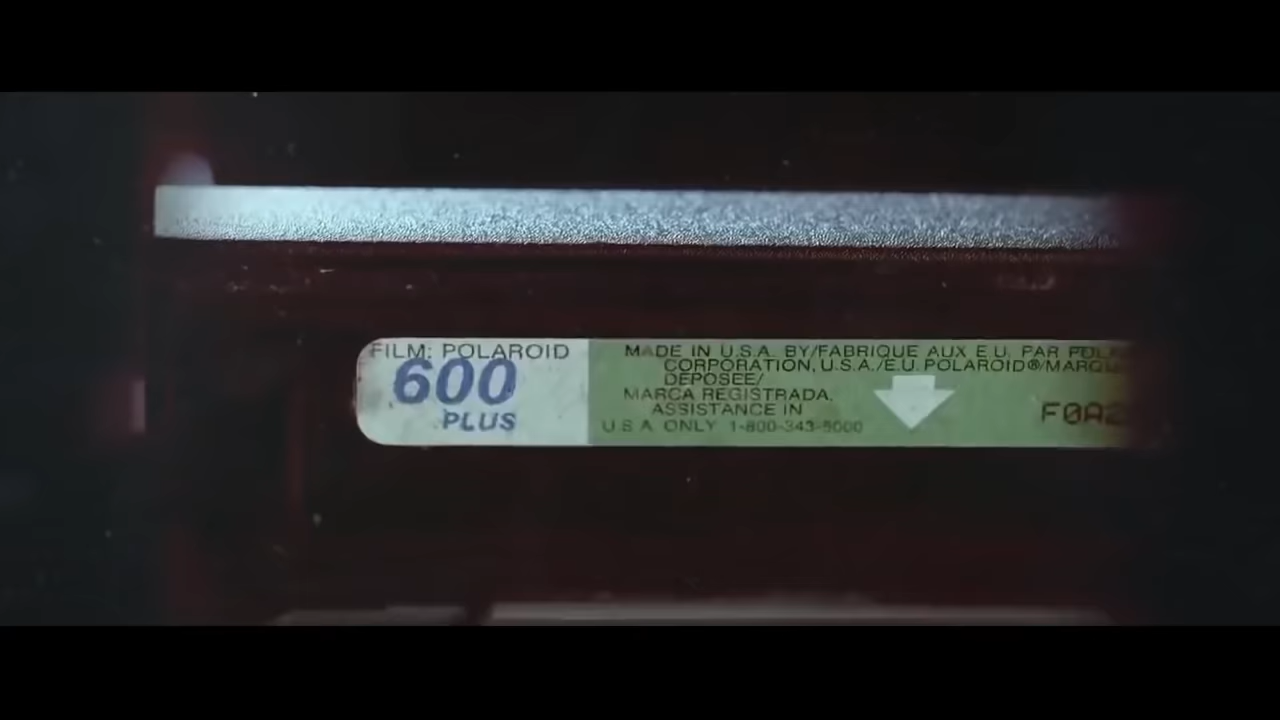 FILM: POLAROID
600
PLUS
MADE IN U.S.A. BY/FABRIQUE AUX E.U. PAR
CORPORATION, U.S.A./E.U. POLAROID®/
DEPOSEE/
MARCA REGISTRADA,
ASSISTANCE IN
U.S.A. ONLY 1-800-343-5000
F0A2